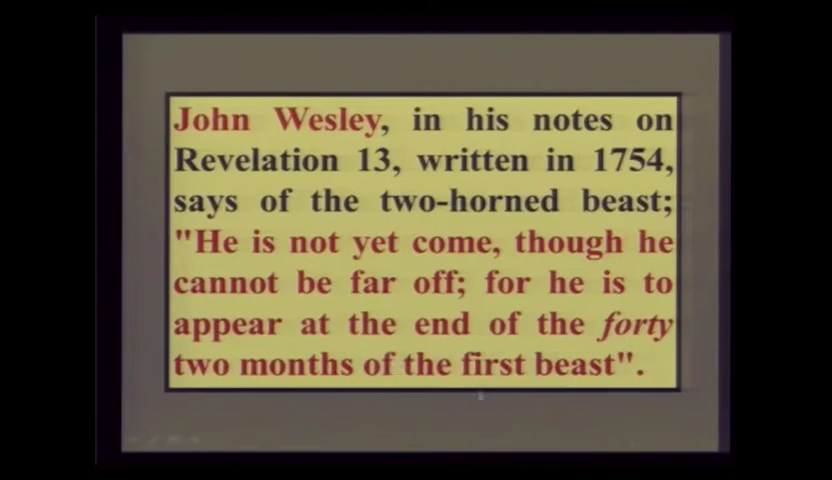 John Wesley, in his notes on
Revelation 13, written in 1754,
says of the two-horned beast;
"He is not yet come, though he
cannot be far off; for he is to
appear at the end of the forty
two months of the first beast".